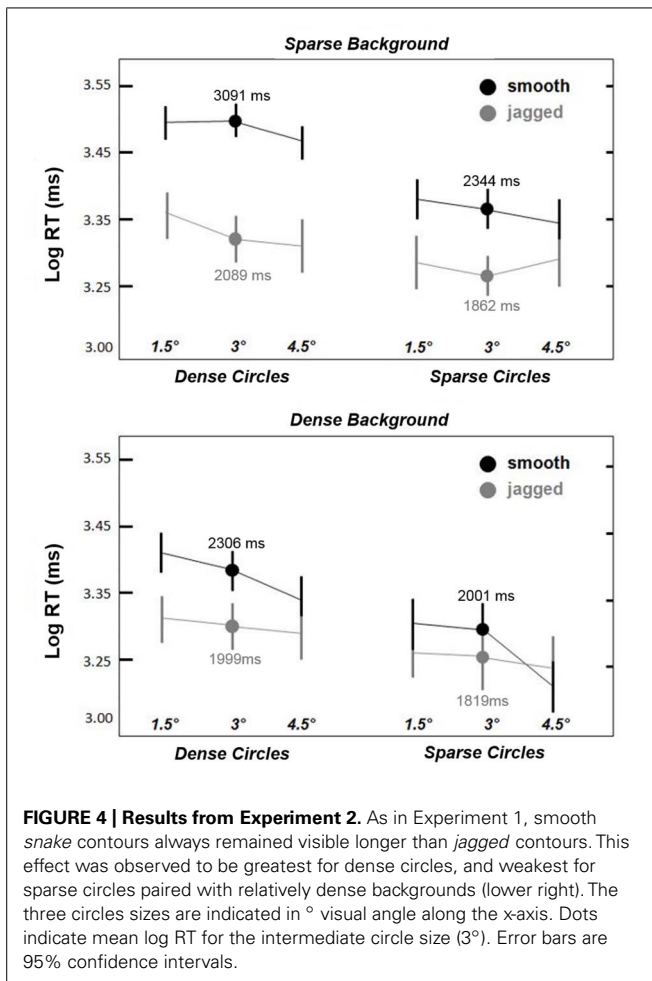 Sparse Background
3.55
3091 ms
smooth
jagged
3.45
2344 ms
Log RT (ms)
3.35
2089 ms
3.25
1862 ms
3.00
1.5° 3° 4.5° 1.5° 3° 4.5°
Dense Circles Sparse Circles
Dense Background
3.55
smooth
jagged
3.45
2306 ms
2001 ms
Log RT (ms)
3.35
3.25
1999ms
1819ms
3.00
1.5° 3° 4.5° 1.5° 3° 4.5°
Dense Circles Sparse Circles
FIGURE 4 | Results from Experiment 2. As in Experiment 1, smooth
snake contours always remained visible longer than jagged contours. This
effect was observed to be greatest for dense circles, and weakest for
sparse circles paired with relatively dense backgrounds (lower right). The
three circles sizes are indicated in ° visual angle along the x-axis. Dots
indicate mean log RT for the intermediate circle size (3°). Error bars are
95% confidence intervals.